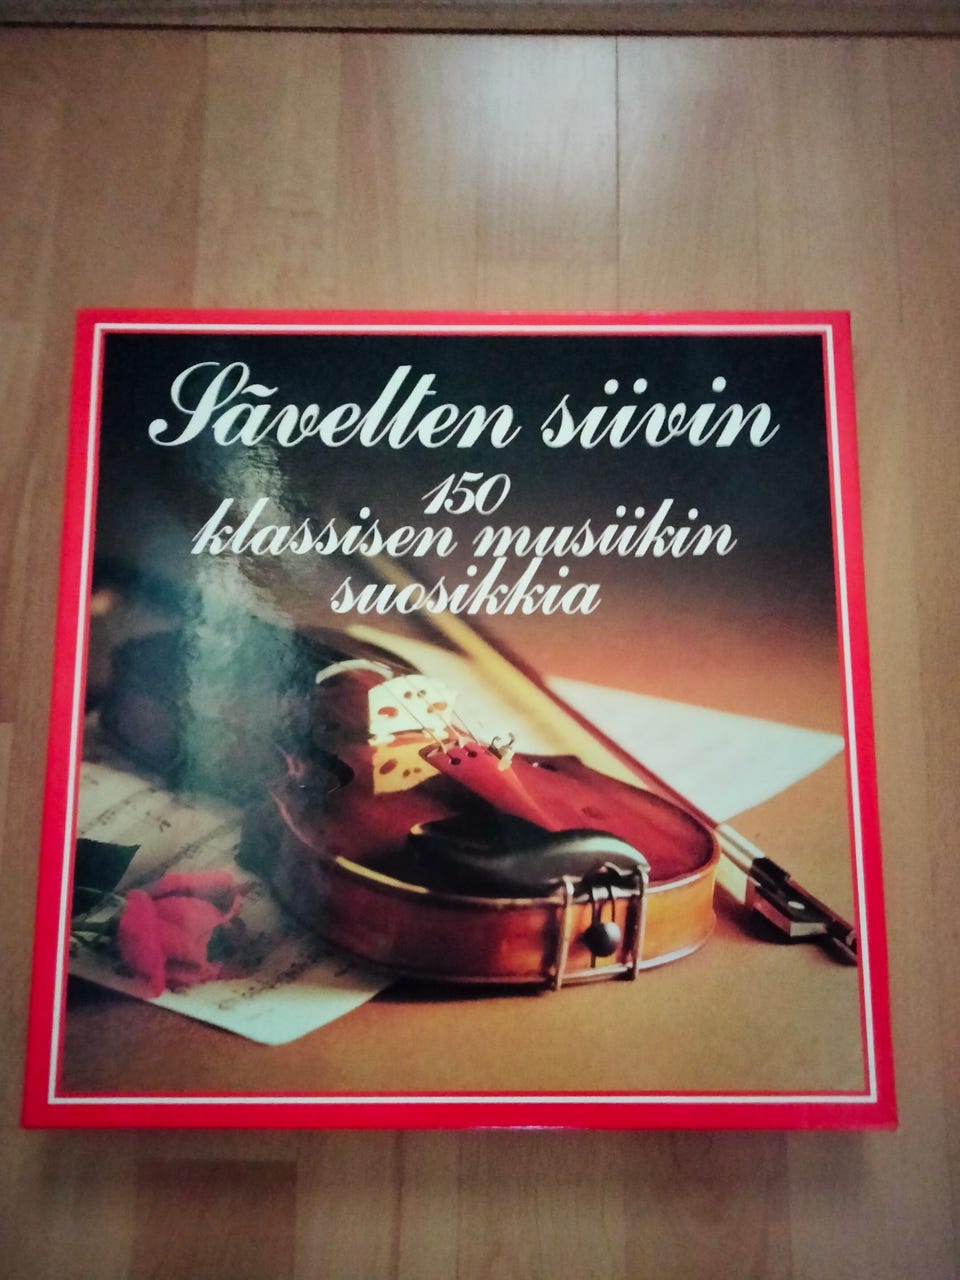 Sävelten siivin
150
klassisen musiikin
suosikkia